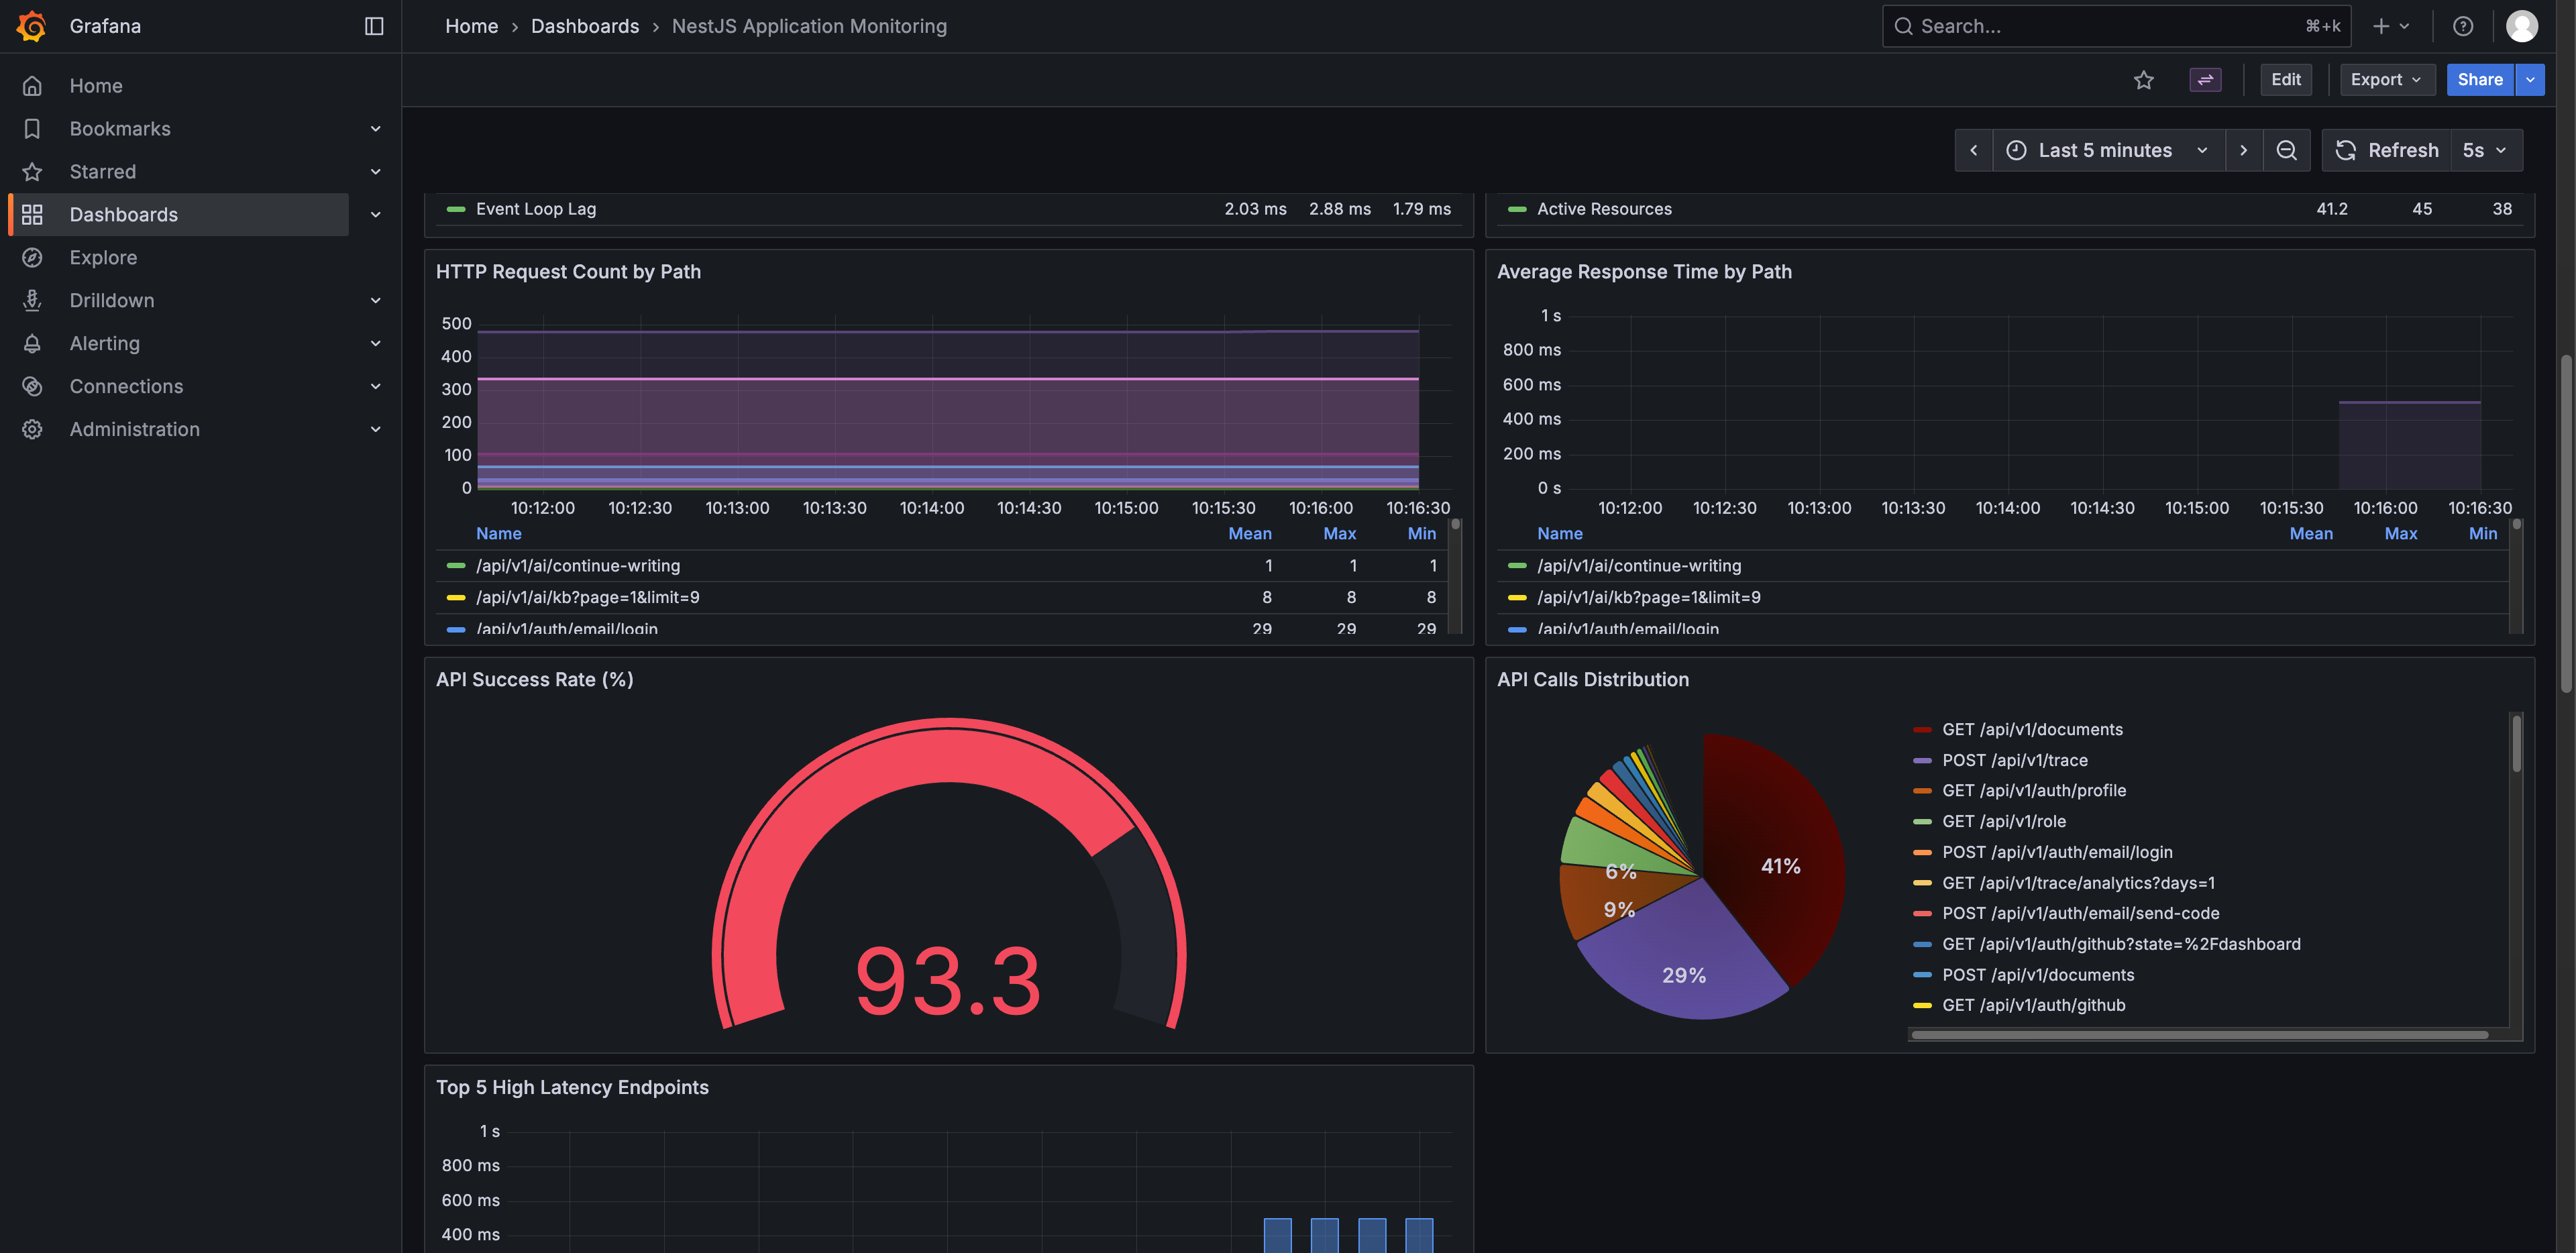 Grafana
Home › Dashboards › NestJS Application Monitoring
Search... ⌘+k
Home
Bookmarks
Starred
Dashboards
Explore
Drilldown
Alerting
Connections
Administration
Edit Export Share
Last 5 minutes Refresh 5s
Event Loop Lag 2.03 ms 2.88 ms 1.79 ms
Active Resources 41.2 45 38
HTTP Request Count by Path
500
400
300
200
100
0
10:12:00 10:12:30 10:13:00 10:13:30 10:14:00 10:14:30 10:15:00 10:15:30 10:16:00 10:16:30
Name Mean Max Min
/api/v1/ai/continue-writing 1 1 1
/api/v1/ai/kb?page=1&limit=9 8 8 8
/api/v1/auth/email/login 29 29 29
Average Response Time by Path
1 s
800 ms
600 ms
400 ms
200 ms
0 s
10:12:00 10:12:30 10:13:00 10:13:30 10:14:00 10:14:30 10:15:00 10:15:30 10:16:00 10:16:30
Name Mean Max Min
/api/v1/ai/continue-writing
/api/v1/ai/kb?page=1&limit=9
/api/v1/auth/email/login
API Success Rate (%)
93.3
API Calls Distribution
41%
6%
9%
29%
GET /api/v1/documents
POST /api/v1/trace
GET /api/v1/auth/profile
GET /api/v1/role
POST /api/v1/auth/email/login
GET /api/v1/trace/analytics?days=1
POST /api/v1/auth/email/send-code
GET /api/v1/auth/github?state=%2Fdashboard
POST /api/v1/documents
GET /api/v1/auth/github
Top 5 High Latency Endpoints
1 s
800 ms
600 ms
400 ms